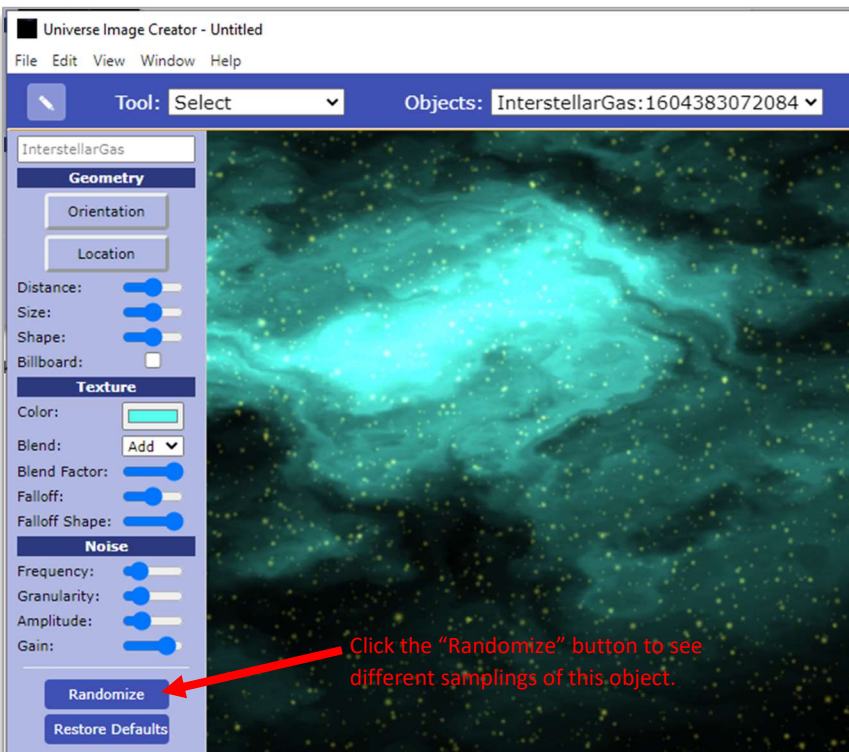 Universe Image Creator - Untitled
File Edit View Window Help
Tool: Select Objects: InterstellarGas:1604383072084
InterstellarGas
Geometry
Orientation
Location
Distance:
Size:
Shape:
Billboard:
Texture
Color:
Blend: Add
Blend Factor:
Falloff:
Falloff Shape:
Noise
Frequency:
Granularity:
Amplitude:
Gain:
Click the “Randomize” button to see
different samplings of this object.
Randomize
Restore Defaults